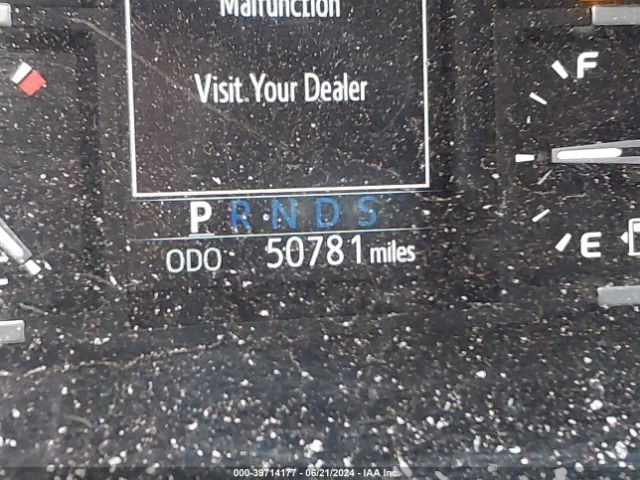 Malfunction
Visit Your Dealer
F
P R N D S
E
ODO 50781 miles
000-39714177 - 06/21/2024 - IAA Inc.